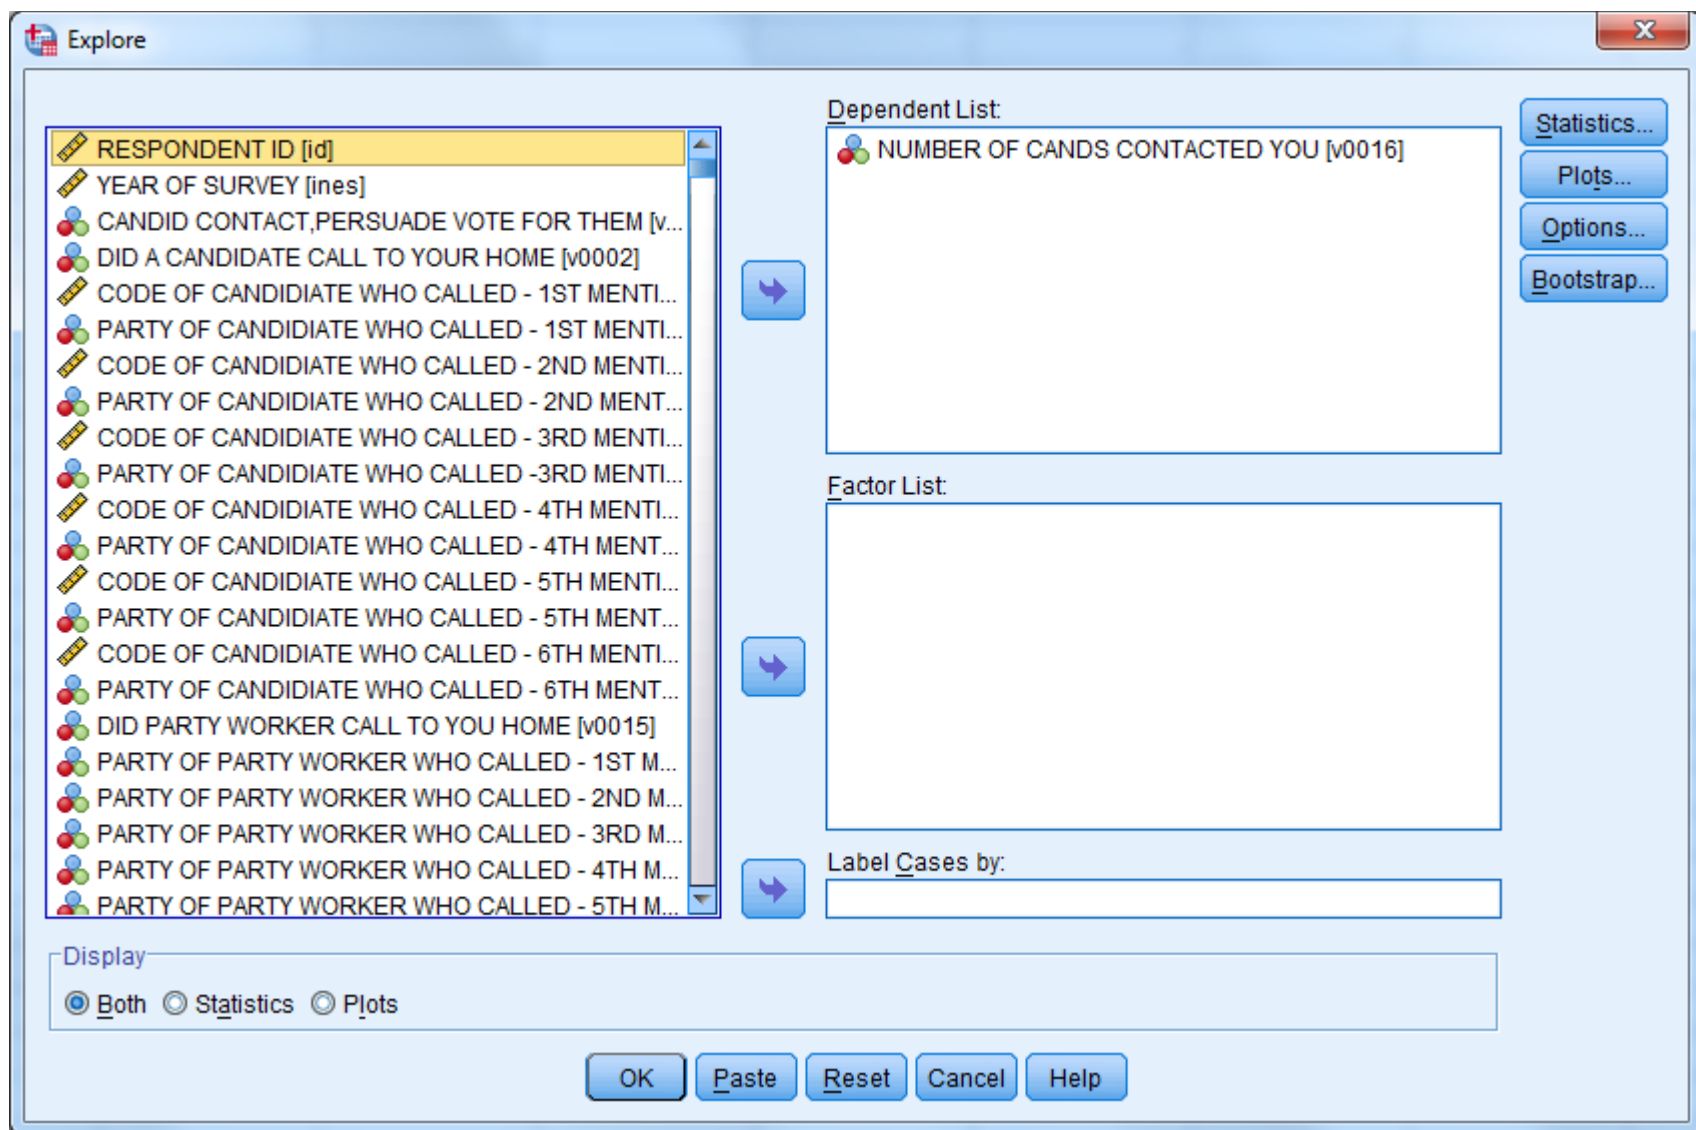 Explore
RESPONDENT ID [id]
YEAR OF SURVEY [ines]
CANDID CONTACT,PERSUADE VOTE FOR THEM [v...
DID A CANDIDATE CALL TO YOUR HOME [v0002]
CODE OF CANDIDIATE WHO CALLED - 1ST MENTI...
PARTY OF CANDIDIATE WHO CALLED - 1ST MENTI...
CODE OF CANDIDIATE WHO CALLED - 2ND MENTI...
PARTY OF CANDIDIATE WHO CALLED - 2ND MENT...
CODE OF CANDIDIATE WHO CALLED - 3RD MENTI...
PARTY OF CANDIDIATE WHO CALLED -3RD MENTI...
CODE OF CANDIDIATE WHO CALLED - 4TH MENTI...
PARTY OF CANDIDIATE WHO CALLED - 4TH MENT...
CODE OF CANDIDIATE WHO CALLED - 5TH MENTI...
PARTY OF CANDIDIATE WHO CALLED - 5TH MENT...
CODE OF CANDIDIATE WHO CALLED - 6TH MENTI...
PARTY OF CANDIDIATE WHO CALLED - 6TH MENT...
DID PARTY WORKER CALL TO YOU HOME [v0015]
PARTY OF PARTY WORKER WHO CALLED - 1ST M...
PARTY OF PARTY WORKER WHO CALLED - 2ND M...
PARTY OF PARTY WORKER WHO CALLED - 3RD M...
PARTY OF PARTY WORKER WHO CALLED - 4TH M...
PARTY OF PARTY WORKER WHO CALLED - 5TH M...
Dependent List:
NUMBER OF CANDS CONTACTED YOU [v0016]
Factor List:
Label Cases by:
Statistics...
Plots...
Options...
Bootstrap...
Display
Both Statistics Plots
OK Paste Reset Cancel Help